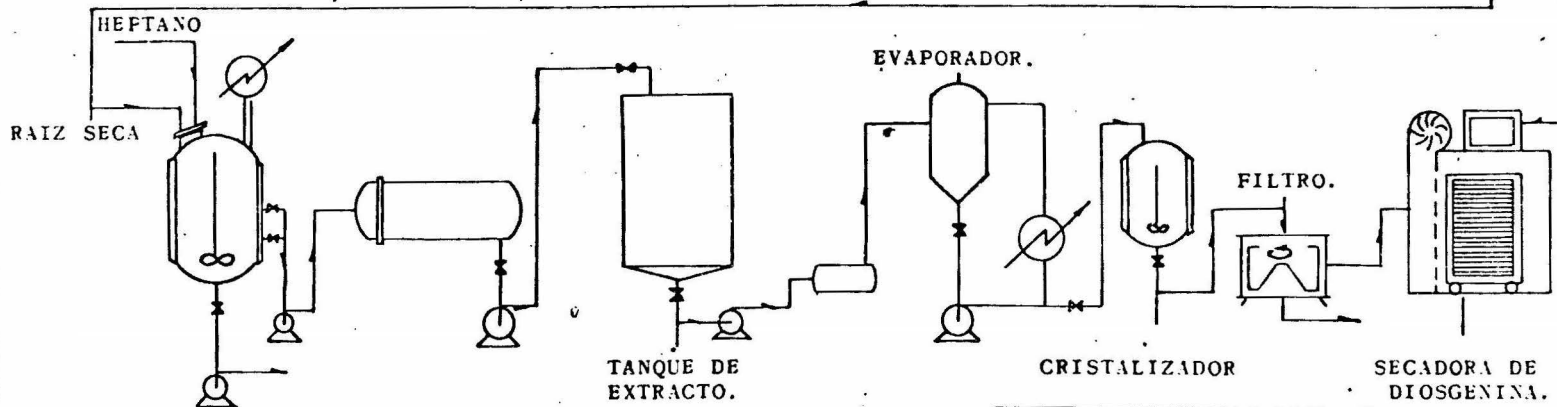 HEPTANO
RAIZ SECA
TANQUE DE
EXTRACTO.
EVAPORADOR.
CRISTALIZADOR
FILTRO.
SECADORA DE
DIOSGENINA.